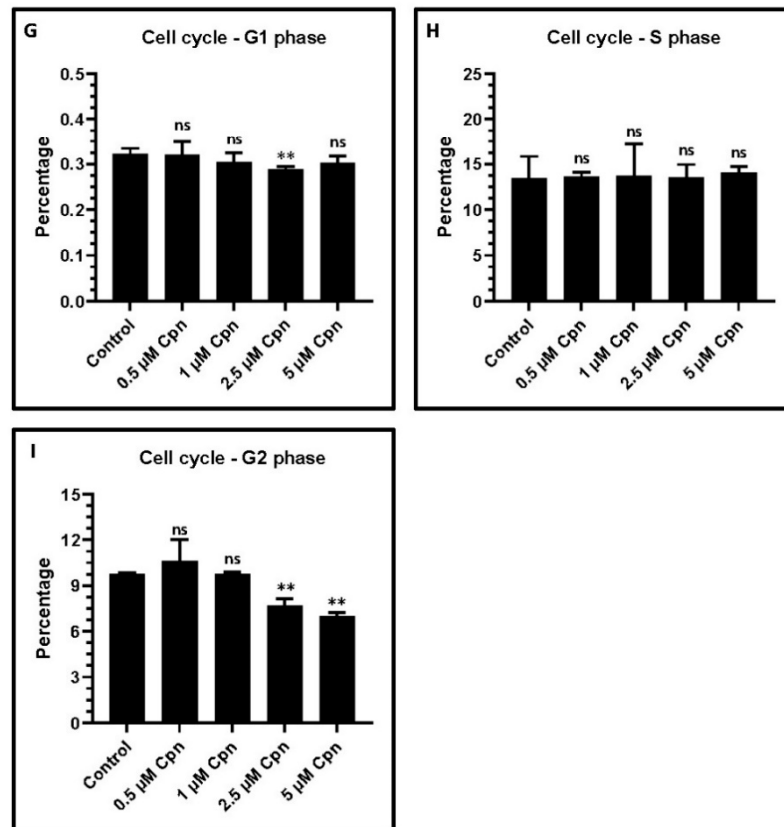 G
Cell cycle - G1 phase
Percentage
0.5
0.4
0.3
0.2
0.1
0.0
ns
ns
**
ns
Control
0.5 µM Cpn
1 µM Cpn
2.5 µM Cpn
5 µM Cpn
H
Cell cycle - S phase
Percentage
25
20
15
10
5
0
ns
ns
ns
ns
Control
0.5 µM Cpn
1 µM Cpn
2.5 µM Cpn
5 µM Cpn
I
Cell cycle - G2 phase
Percentage
15
12
9
6
3
0
ns
ns
**
**
Control
0.5 µM Cpn
1 µM Cpn
2.5 µM Cpn
5 µM Cpn